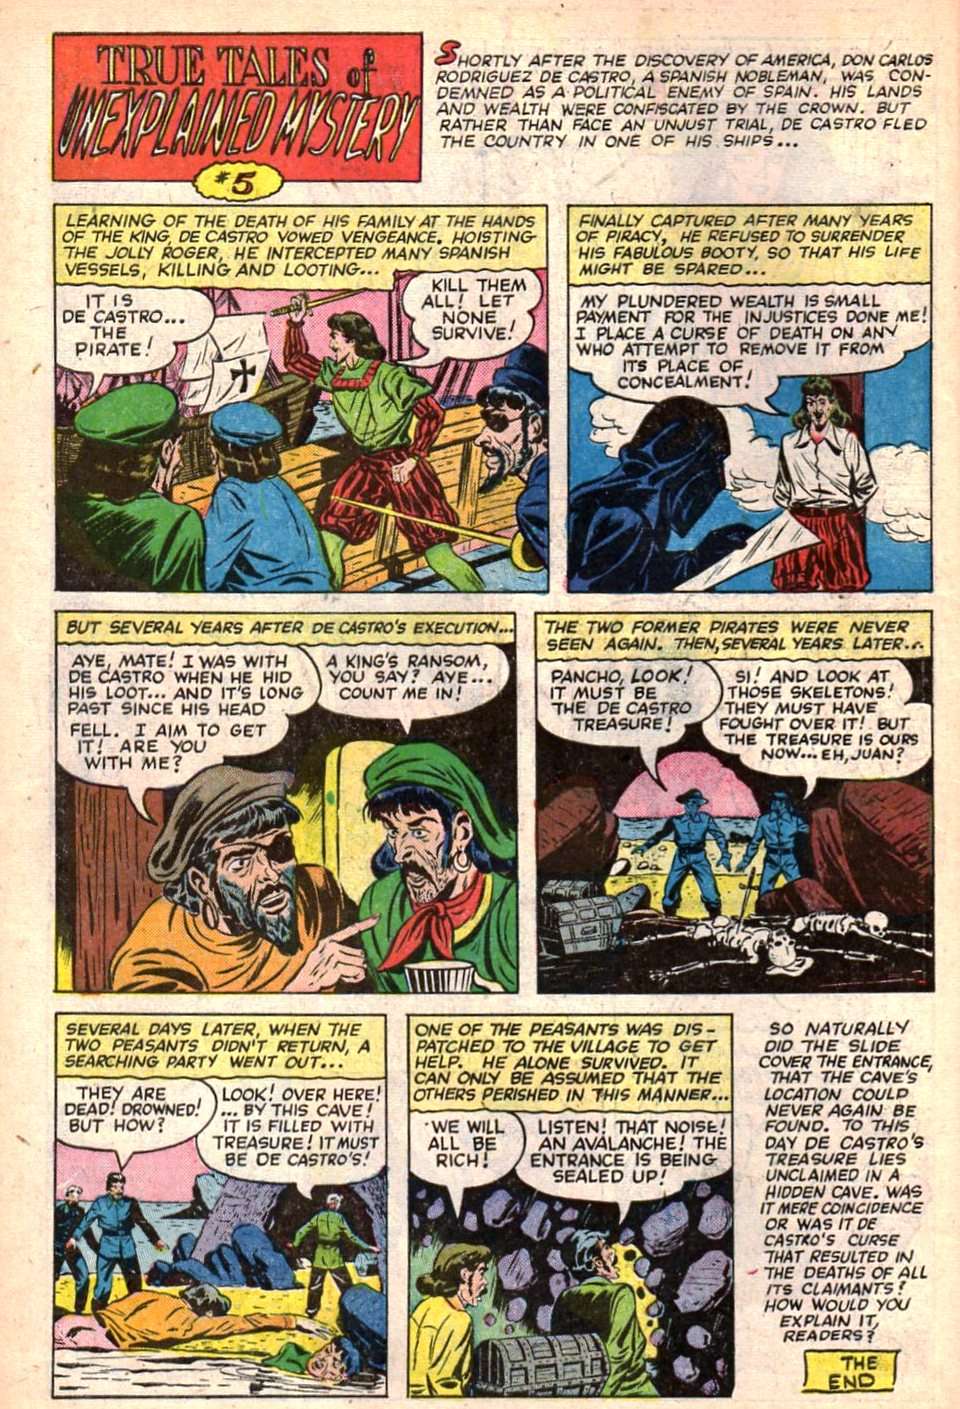 TRUE TALES of
UNEXPLAINED MYSTERY
#5
SHORTLY AFTER THE DISCOVERY OF AMERICA, DON CARLOS
RODRIGUEZ DE CASTRO, A SPANISH NOBLEMAN, WAS CON-
DEMNED AS A POLITICAL ENEMY OF SPAIN. HIS LANDS
AND WEALTH WERE CONFISCATED BY THE CROWN. BUT
RATHER THAN FACE AN UNJUST TRIAL, DE CASTRO FLED
THE COUNTRY IN ONE OF HIS SHIPS...
LEARNING OF THE DEATH OF HIS FAMILY AT THE HANDS
OF THE KING, DE CASTRO VOWED VENGEANCE. HOISTING
THE JOLLY ROGER, HE INTERCEPTED MANY SPANISH
VESSELS, KILLING AND LOOTING...
IT IS
DE CASTRO...
THE
PIRATE!
KILL THEM
ALL! LET
NONE
SURVIVE!
FINALLY CAPTURED AFTER MANY YEARS
OF PIRACY, HE REFUSED TO SURRENDER
HIS FABULOUS BOOTY, SO THAT HIS LIFE
MIGHT BE SPARED...
MY PLUNDERED WEALTH IS SMALL
PAYMENT FOR THE INJUSTICES DONE ME!
I PLACE A CURSE OF DEATH ON ANY
WHO ATTEMPT TO REMOVE IT FROM
ITS PLACE OF
CONCEALMENT!
BUT SEVERAL YEARS AFTER DE CASTRO'S EXECUTION...
AYE, MATE! I WAS WITH
DE CASTRO WHEN HE HID
HIS LOOT... AND IT'S LONG
PAST SINCE HIS HEAD
FELL. I AIM TO GET
IT! ARE YOU
WITH ME?
A KING'S RANSOM,
YOU SAY? AYE...
COUNT ME IN!
THE TWO FORMER PIRATES WERE NEVER
SEEN AGAIN. THEN, SEVERAL YEARS LATER...
PANCHO, LOOK!
IT MUST BE
THE DE CASTRO
TREASURE!
SI! AND LOOK AT
THOSE SKELETONS!
THEY MUST HAVE
FOUGHT OVER IT! BUT
THE TREASURE IS OURS
NOW... EH, JUAN?
SEVERAL DAYS LATER, WHEN THE
TWO PEASANTS DIDN'T RETURN, A
SEARCHING PARTY WENT OUT...
THEY ARE
DEAD! DROWNED!
BUT HOW?
LOOK! OVER HERE!
... BY THIS CAVE!
IT IS FILLED WITH
TREASURE! IT MUST
BE DE CASTRO'S!
ONE OF THE PEASANTS WAS DIS-
PATCHED TO THE VILLAGE TO GET
HELP. HE ALONE SURVIVED. IT
CAN ONLY BE ASSUMED THAT THE
OTHERS PERISHED IN THIS MANNER...
WE WILL
ALL BE
RICH!
LISTEN! THAT NOISE!
AN AVALANCHE! THE
ENTRANCE IS BEING
SEALED UP!
SO NATURALLY
DID THE SLIDE
COVER THE ENTRANCE,
THAT THE CAVE'S
LOCATION COULD
NEVER AGAIN BE
FOUND. TO THIS
DAY DE CASTRO'S
TREASURE LIES
UNCLAIMED IN A
HIDDEN CAVE. WAS
IT MERE COINCIDENCE
OR WAS IT DE
CASTRO'S CURSE
THAT RESULTED IN
THE DEATHS OF ALL
ITS CLAIMANTS?
HOW WOULD YOU
EXPLAIN IT,
READERS?
THE
END